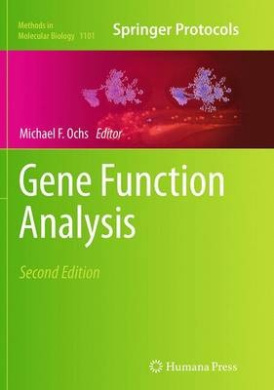 Methods in
Molecular Biology 1101
Springer Protocols
Michael F. Ochs Editor
Gene Function
Analysis
Second Edition
Humana Press